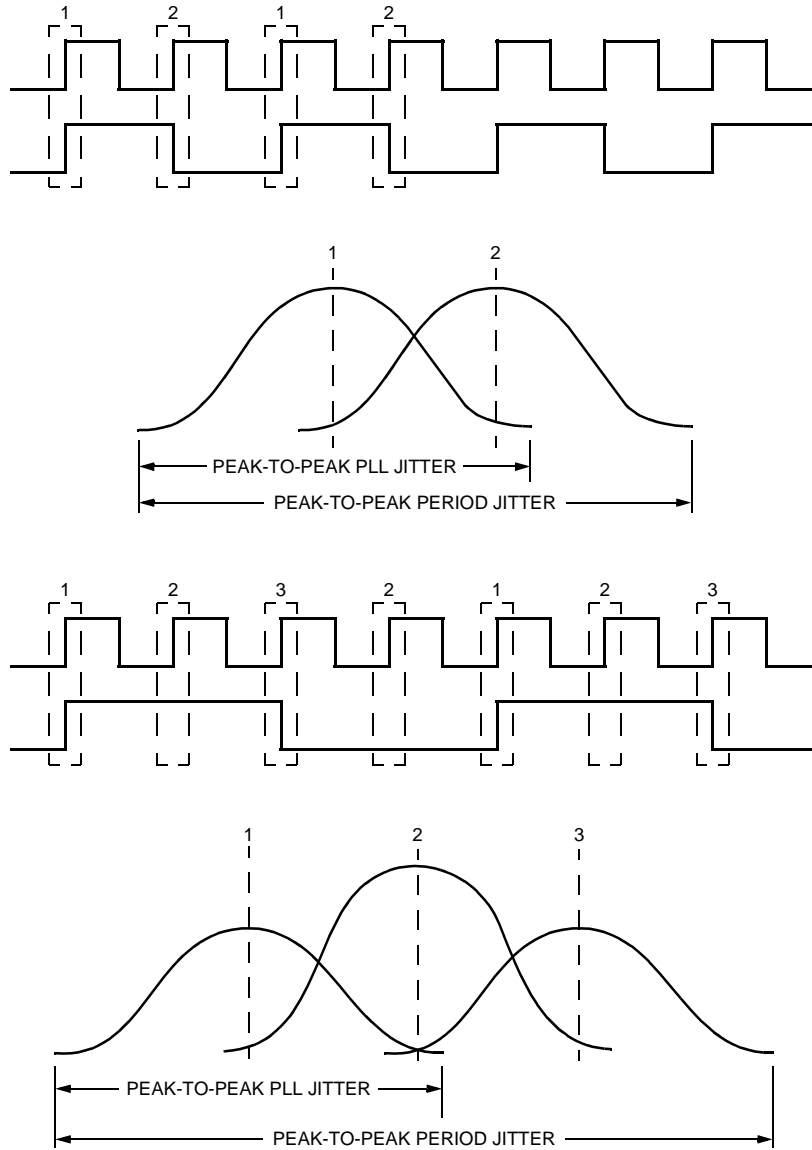 1 2 1 2
1 2
PEAK-TO-PEAK PLL JITTER
PEAK-TO-PEAK PERIOD JITTER
1 2 3 2 1 2 3
1 2 3
PEAK-TO-PEAK PLL JITTER
PEAK-TO-PEAK PERIOD JITTER